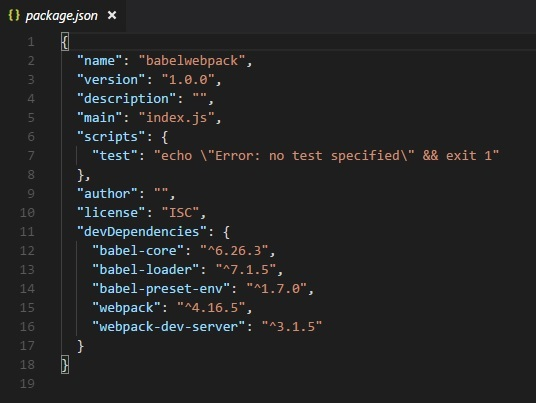 {} package.json ×
1 {
2 "name": "babelwebpack",
3 "version": "1.0.0",
4 "description": "",
5 "main": "index.js",
6 "scripts": {
7 "test": "echo \"Error: no test specified\" && exit 1"
8 },
9 "author": "",
10 "license": "ISC",
11 "devDependencies": {
12 "babel-core": "^6.26.3",
13 "babel-loader": "^7.1.5",
14 "babel-preset-env": "^1.7.0",
15 "webpack": "^4.16.5",
16 "webpack-dev-server": "^3.1.5"
17 }
18 }
19